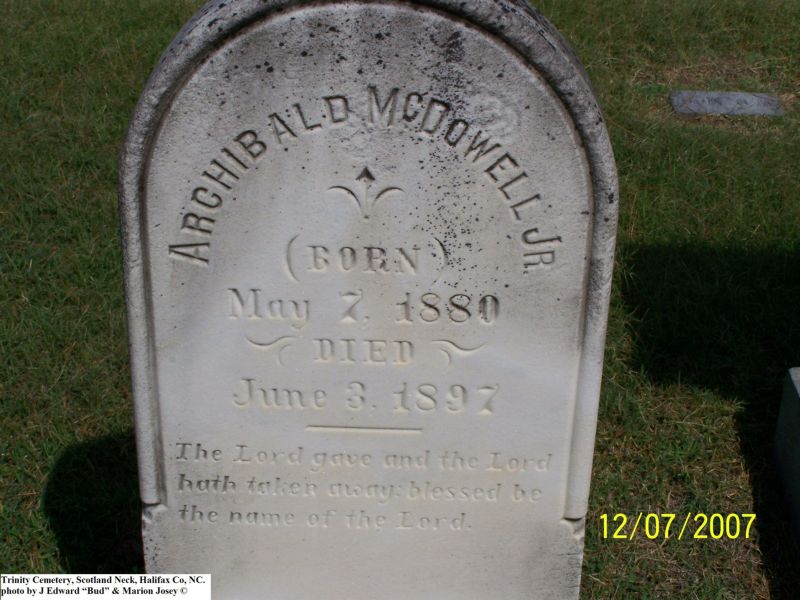 ARCHIBALD MCDOWELL JR.
(BORN)
May 7, 1880
DIED
June 3, 1897
The Lord gave and the Lord
hath taken away: blessed be
the name of the Lord.
12/07/2007
Trinity Cemetery, Scotland Neck, Halifax Co, NC.
photo by J Edward “Bud” & Marion Josey ©